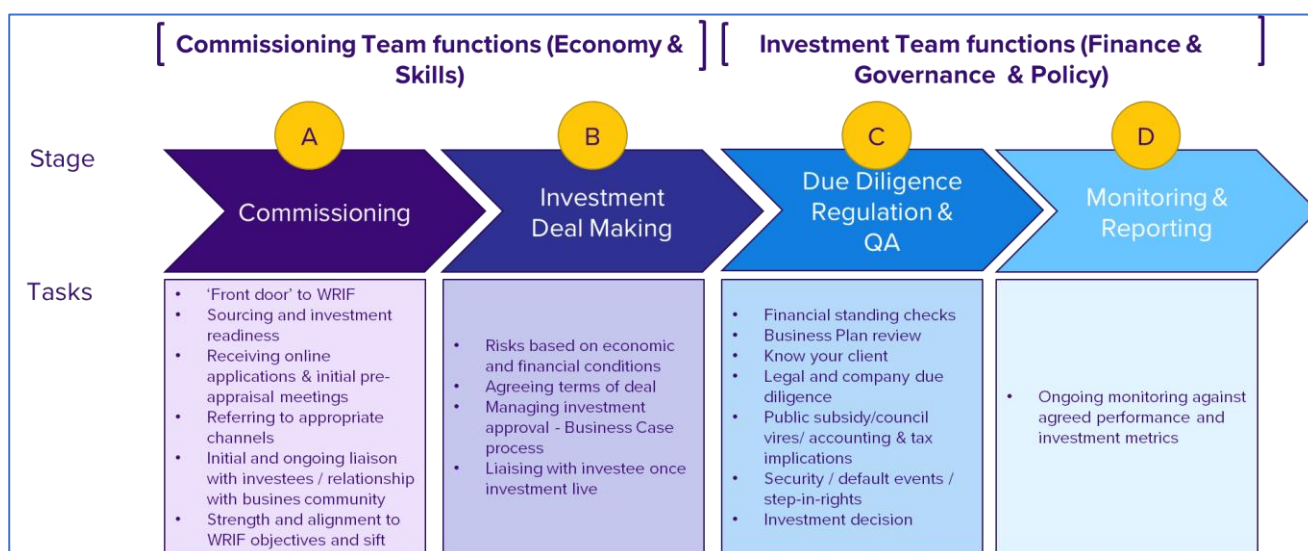 Commissioning Team functions (Economy &
Skills)
Investment Team functions (Finance &
Governance & Policy)
Stage
A
B
C
D
Commissioning
Investment
Deal Making
Due Diligence
Regulation &
QA
Monitoring &
Reporting
Tasks
• 'Front door' to WRIF
• Sourcing and investment
readiness
• Receiving online
applications & initial pre-
appraisal meetings
• Referring to appropriate
channels
• Initial and ongoing liaison
with investees / relationship
with busines community
• Strength and alignment to
WRIF objectives and sift
• Risks based on economic
and financial conditions
• Agreeing terms of deal
• Managing investment
approval - Business Case
process
• Liaising with investee once
investment live
• Financial standing checks
• Business Plan review
• Know your client
• Legal and company due
diligence
• Public subsidy/council
vires/ accounting & tax
implications
• Security / default events /
step-in-rights
• Investment decision
• Ongoing monitoring against
agreed performance and
investment metrics